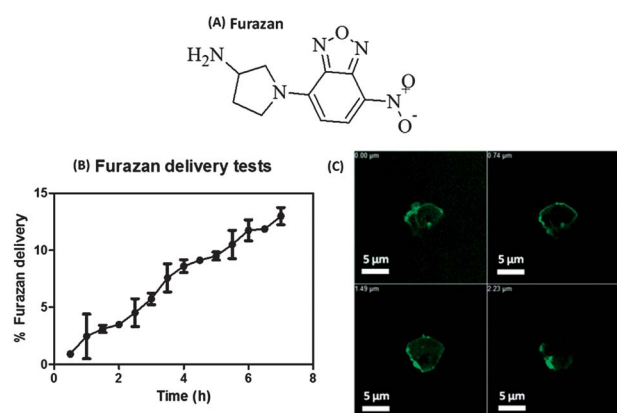 (A) Furazan
H₂N
N
N
O
N
N
+
O
O
-
(B) Furazan delivery tests
% Furazan delivery
15
10
5
0
0
2
4
6
8
Time (h)
(C)
0.00 µm
5 µm
0.74 µm
5 µm
1.49 µm
5 µm
2.23 µm
5 µm